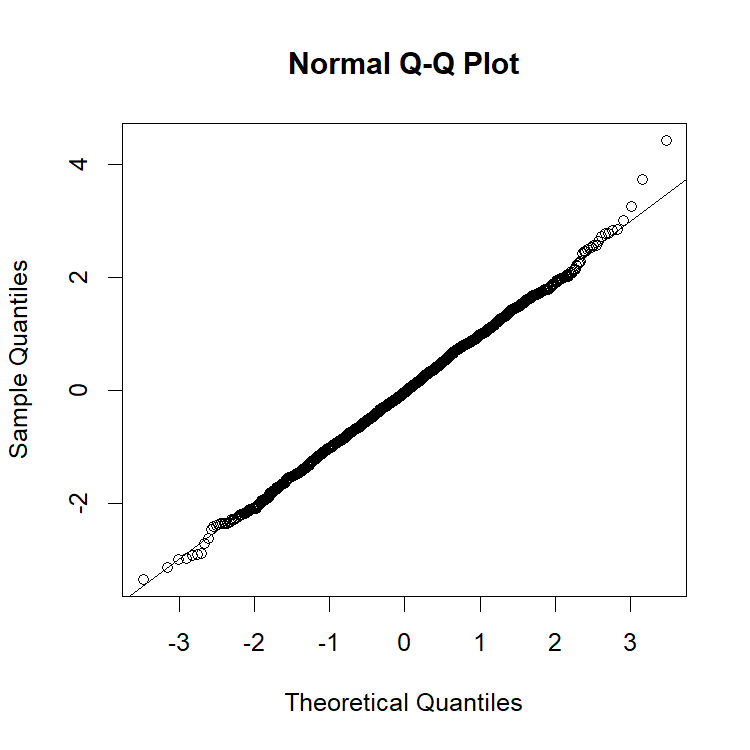 Normal Q-Q Plot
4
2
0
-2
Sample Quantiles
-3 -2 -1 0 1 2 3
Theoretical Quantiles